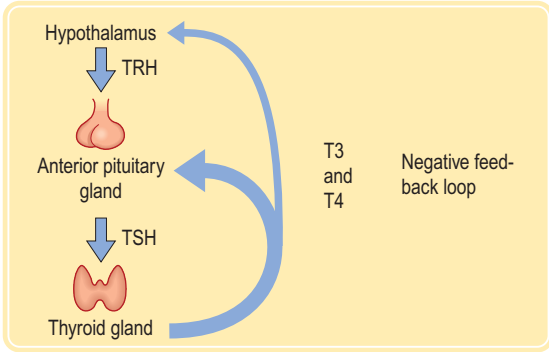 Hypothalamus
TRH
Anterior pituitary
gland
TSH
Thyroid gland
T3
and
T4
Negative feed-
back loop